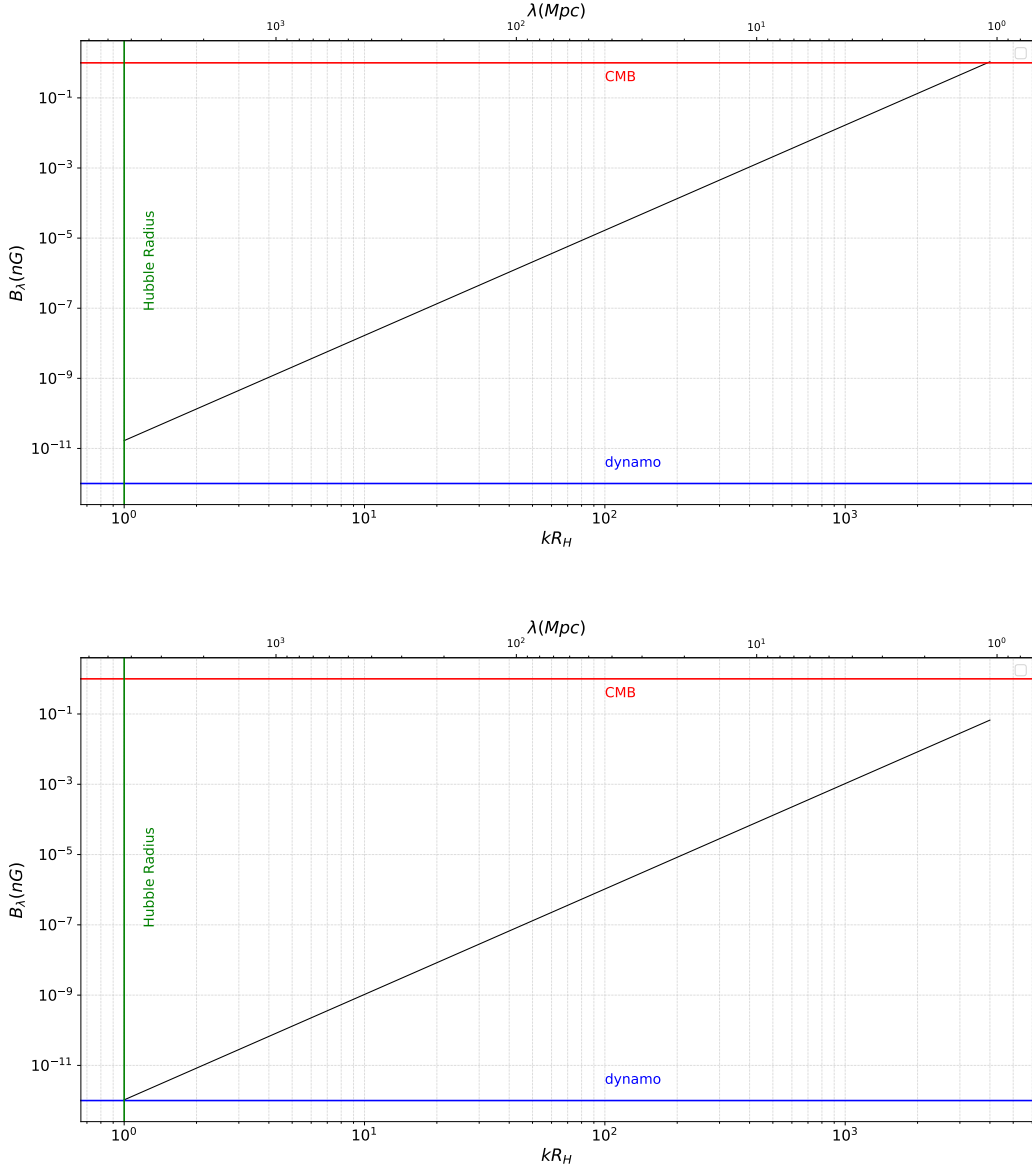 λ(Mpc)
10³ 10² 10¹ 10⁰
CMB
10⁻¹
10⁻³
10⁻⁵
Hubble Radius
B_λ(nG)
10⁻⁷
10⁻⁹
10⁻¹¹
dynamo
10⁰ 10¹ 10² 10³
kR_H
λ(Mpc)
10³ 10² 10¹ 10⁰
CMB
10⁻¹
10⁻³
10⁻⁵
Hubble Radius
B_λ(nG)
10⁻⁷
10⁻⁹
10⁻¹¹
dynamo
10⁰ 10¹ 10² 10³
kR_H